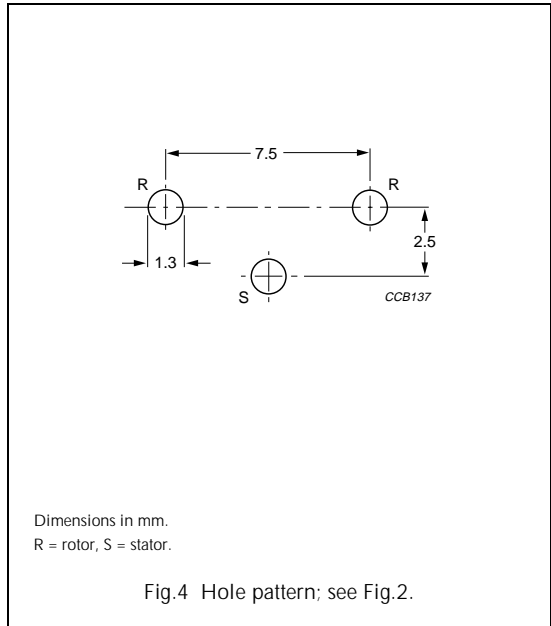 7.5
R
R
2.5
1.3
S
CCB137
Dimensions in mm.
R = rotor, S = stator.
Fig.4 Hole pattern; see Fig.2.